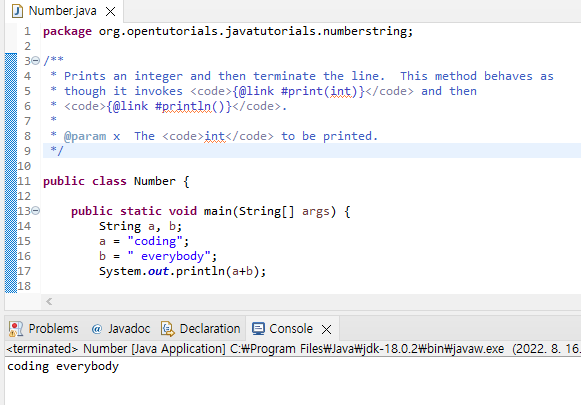 Number.java
1 package org.opentutorials.javatutorials.numberstring;
2
3 /**
4  * Prints an integer and then terminate the line.  This method behaves as
5  * though it invokes <code>{@link #print(int)}</code> and then
6  * <code>{@link #println()}</code>.
7  *
8  * @param x  The <code>int</code> to be printed.
9  */
10
11 public class Number {
12
13     public static void main(String[] args) {
14         String a, b;
15         a = "coding";
16         b = " everybody";
17         System.out.println(a+b);
18
Problems @ Javadoc Declaration Console
<terminated> Number [Java Application] C:₩Program Files₩Java₩jdk-18.0.2₩bin₩javaw.exe (2022. 8. 16.
coding everybody